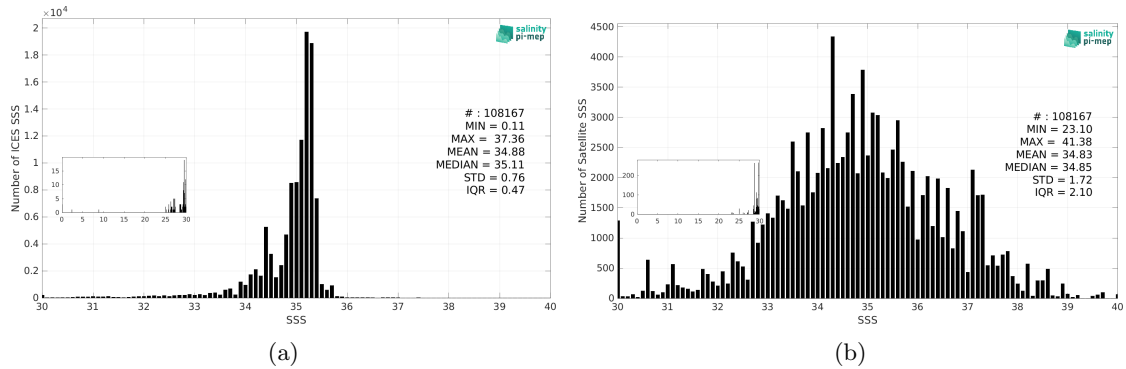 ×10⁴
2
1.8
1.6
1.4
1.2
1
0.8
0.6
0.4
0.2
0
Number of ICES SSS
30 31 32 33 34 35 36 37 38 39 40
SSS
salinity
pi-mep
# : 108167
MIN = 0.11
MAX = 37.36
MEAN = 34.88
MEDIAN = 35.11
STD = 0.76
IQR = 0.47
15
10
5
0
0 5 10 15 20 25 30
(a)
4500
4000
3500
3000
2500
2000
1500
1000
500
0
Number of Satellite SSS
30 31 32 33 34 35 36 37 38 39 40
SSS
salinity
pi-mep
# : 108167
MIN = 23.10
MAX = 41.38
MEAN = 34.83
MEDIAN = 34.85
STD = 1.72
IQR = 2.10
200
100
0
0 5 10 15 20 25 30
(b)